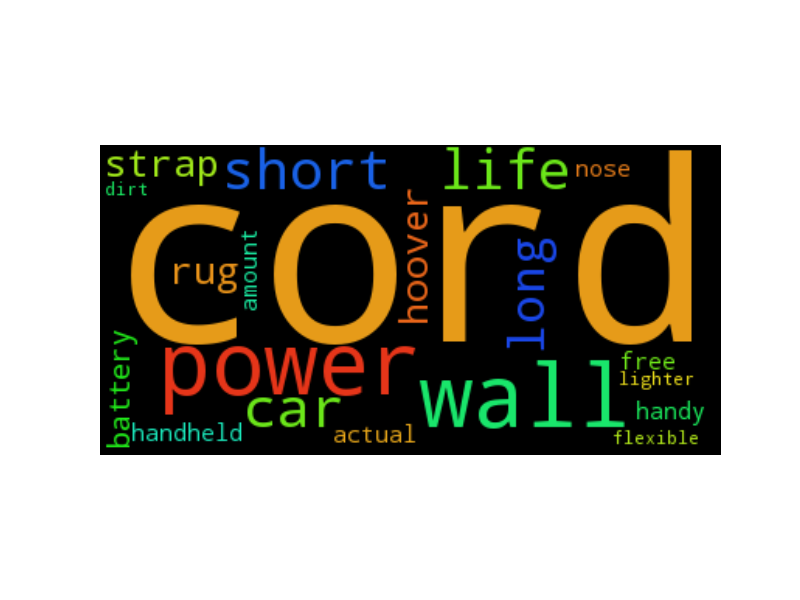 strap short life nose
dirt
cord
rug amount hoover long
power
battery car wall free
lighter
handy
handheld actual flexible